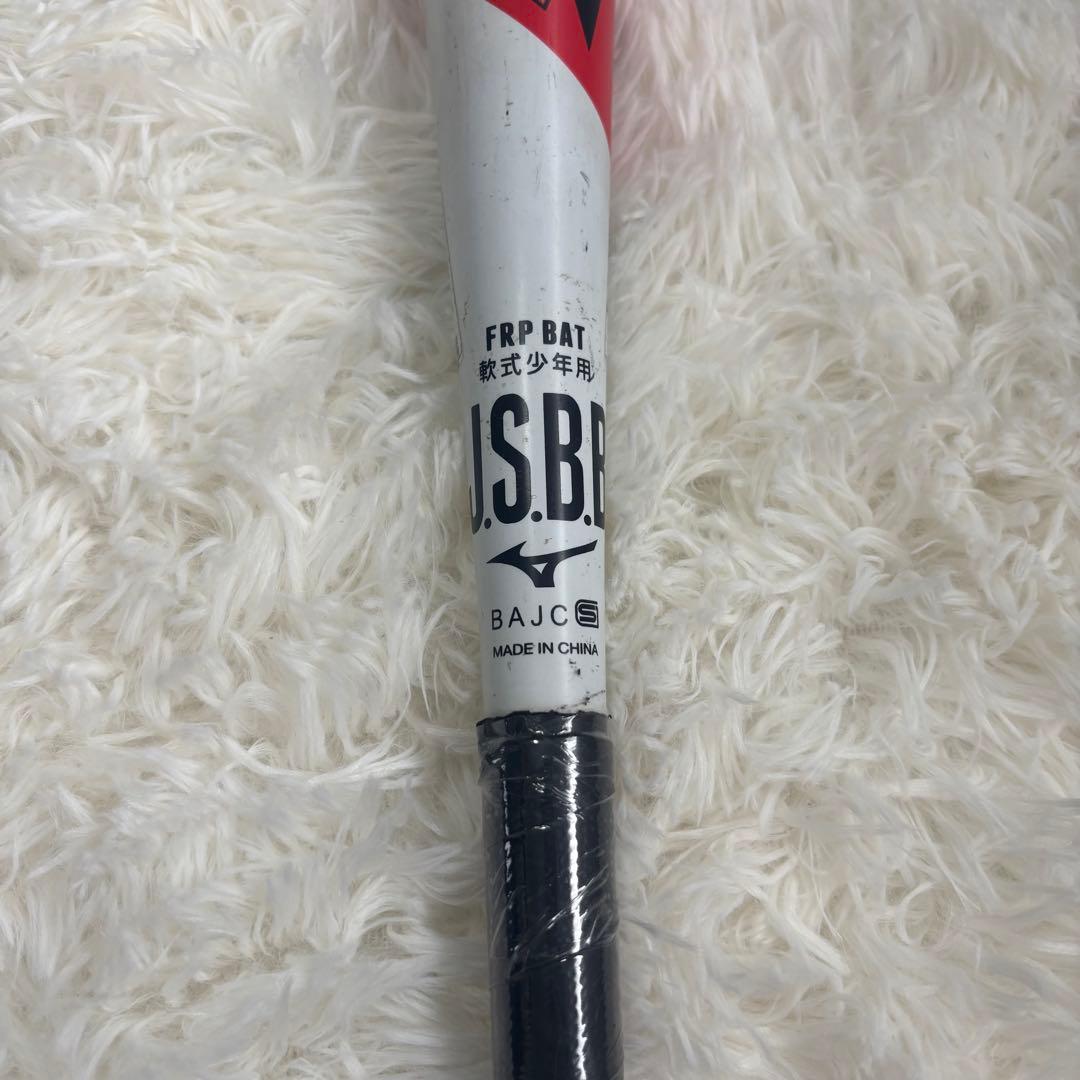 FRP BAT
軟式少年用
J.S.B.B
BAJC S
MADE IN CHINA